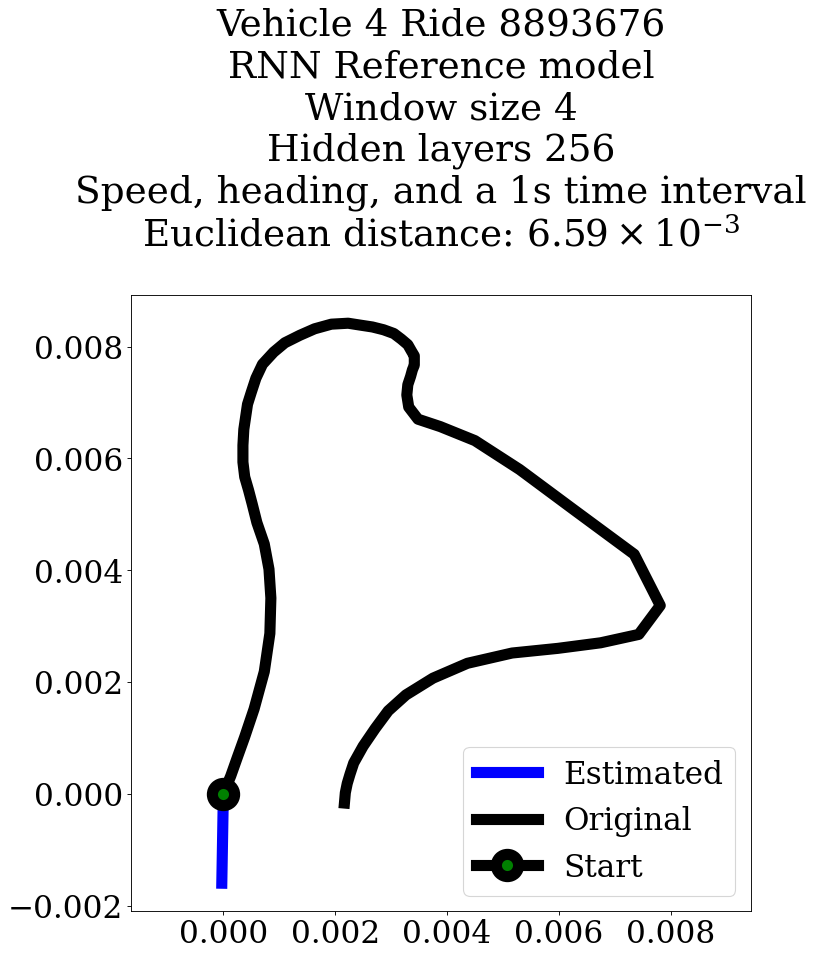 Vehicle 4 Ride 8893676
RNN Reference model
Window size 4
Hidden layers 256
Speed, heading, and a 1s time interval
Euclidean distance: 6.59 × 10⁻³
0.008
0.006
0.004
0.002
0.000
−0.002
Estimated
Original
Start
0.000 0.002 0.004 0.006 0.008